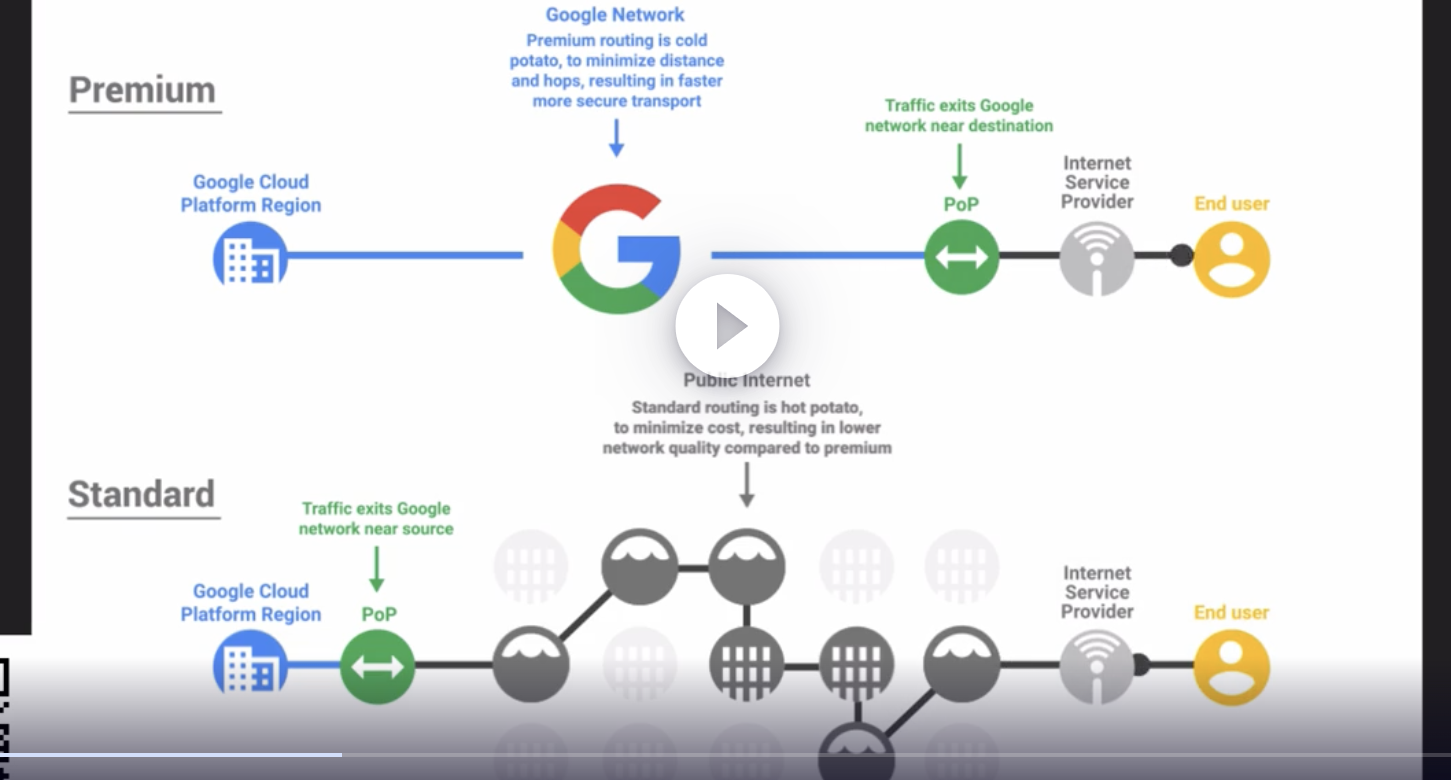 Google Network
Premium routing is cold
potato, to minimize distance
and hops, resulting in faster
more secure transport
Premium
Traffic exits Google
network near destination
Internet
Service
Provider
Google Cloud
Platform Region
PoP
End user
Public Internet
Standard routing is hot potato,
to minimize cost, resulting in lower
network quality compared to premium
Standard
Traffic exits Google
network near source
Internet
Service
Provider
Google Cloud
Platform Region
PoP
End user